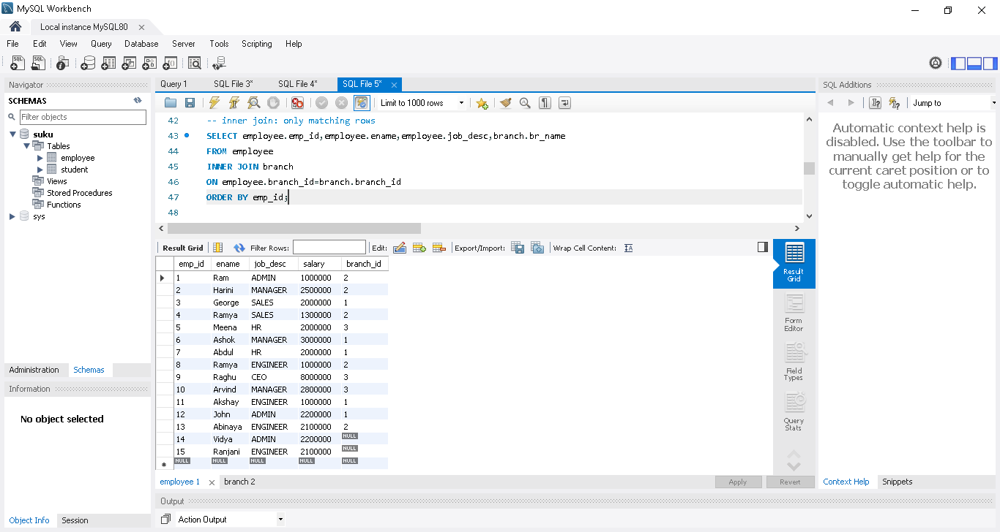 MySQL Workbench
Local instance MySQL80
File Edit View Query Database Server Tools Scripting Help
Navigator
SCHEMAS
Filter objects
suku
Tables
employee
student
Views
Stored Procedures
Functions
sys
Administration Schemas
Information
No object selected
Object Info Session
Query 1 SQL File 3* SQL File 4* SQL File 5*
Limit to 1000 rows
42 -- inner join: only matching rows
43 SELECT employee.emp_id,employee.ename,employee.job_desc,branch.br_name
44 FROM employee
45 INNER JOIN branch
46 ON employee.branch_id=branch.branch_id
47 ORDER BY emp_id;
48
Result Grid Filter Rows: Edit: Export/Import: Wrap Cell Content:
emp_id ename job_desc salary branch_id
1 Ram ADMIN 1000000 2
2 Harini MANAGER 2500000 2
3 George SALES 2000000 1
4 Ramya SALES 1300000 2
5 Meena HR 2000000 3
6 Ashok MANAGER 3000000 1
7 Abdul HR 2000000 1
8 Ramya ENGINEER 1000000 2
9 Raghu CEO 8000000 3
10 Arvind MANAGER 2800000 3
11 Akshay ENGINEER 1000000 1
12 John ADMIN 2200000 1
13 Abinaya ENGINEER 2100000 2
14 Vidya ADMIN 2200000 NULL
15 Ranjani ENGINEER 2100000 NULL
NULL NULL NULL NULL NULL
Result
Grid
Form
Editor
Field
Types
Query
Stats
employee 1 branch 2
Apply Revert
Output
Action Output
SQL Additions
Jump to
Automatic context help is
disabled. Use the toolbar to
manually get help for the
current caret position or to
toggle automatic help.
Context Help Snippets